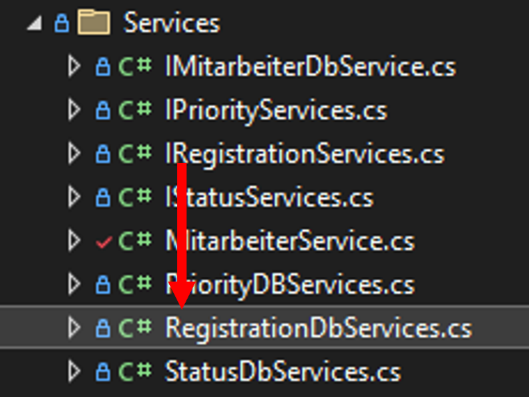 Services
C# IMitarbeiterDbService.cs
C# IPriorityServices.cs
C# IRegistrationServices.cs
C# IStatusServices.cs
C# MitarbeiterService.cs
C# PriorityDBServices.cs
C# RegistrationDbServices.cs
C# StatusDbServices.cs